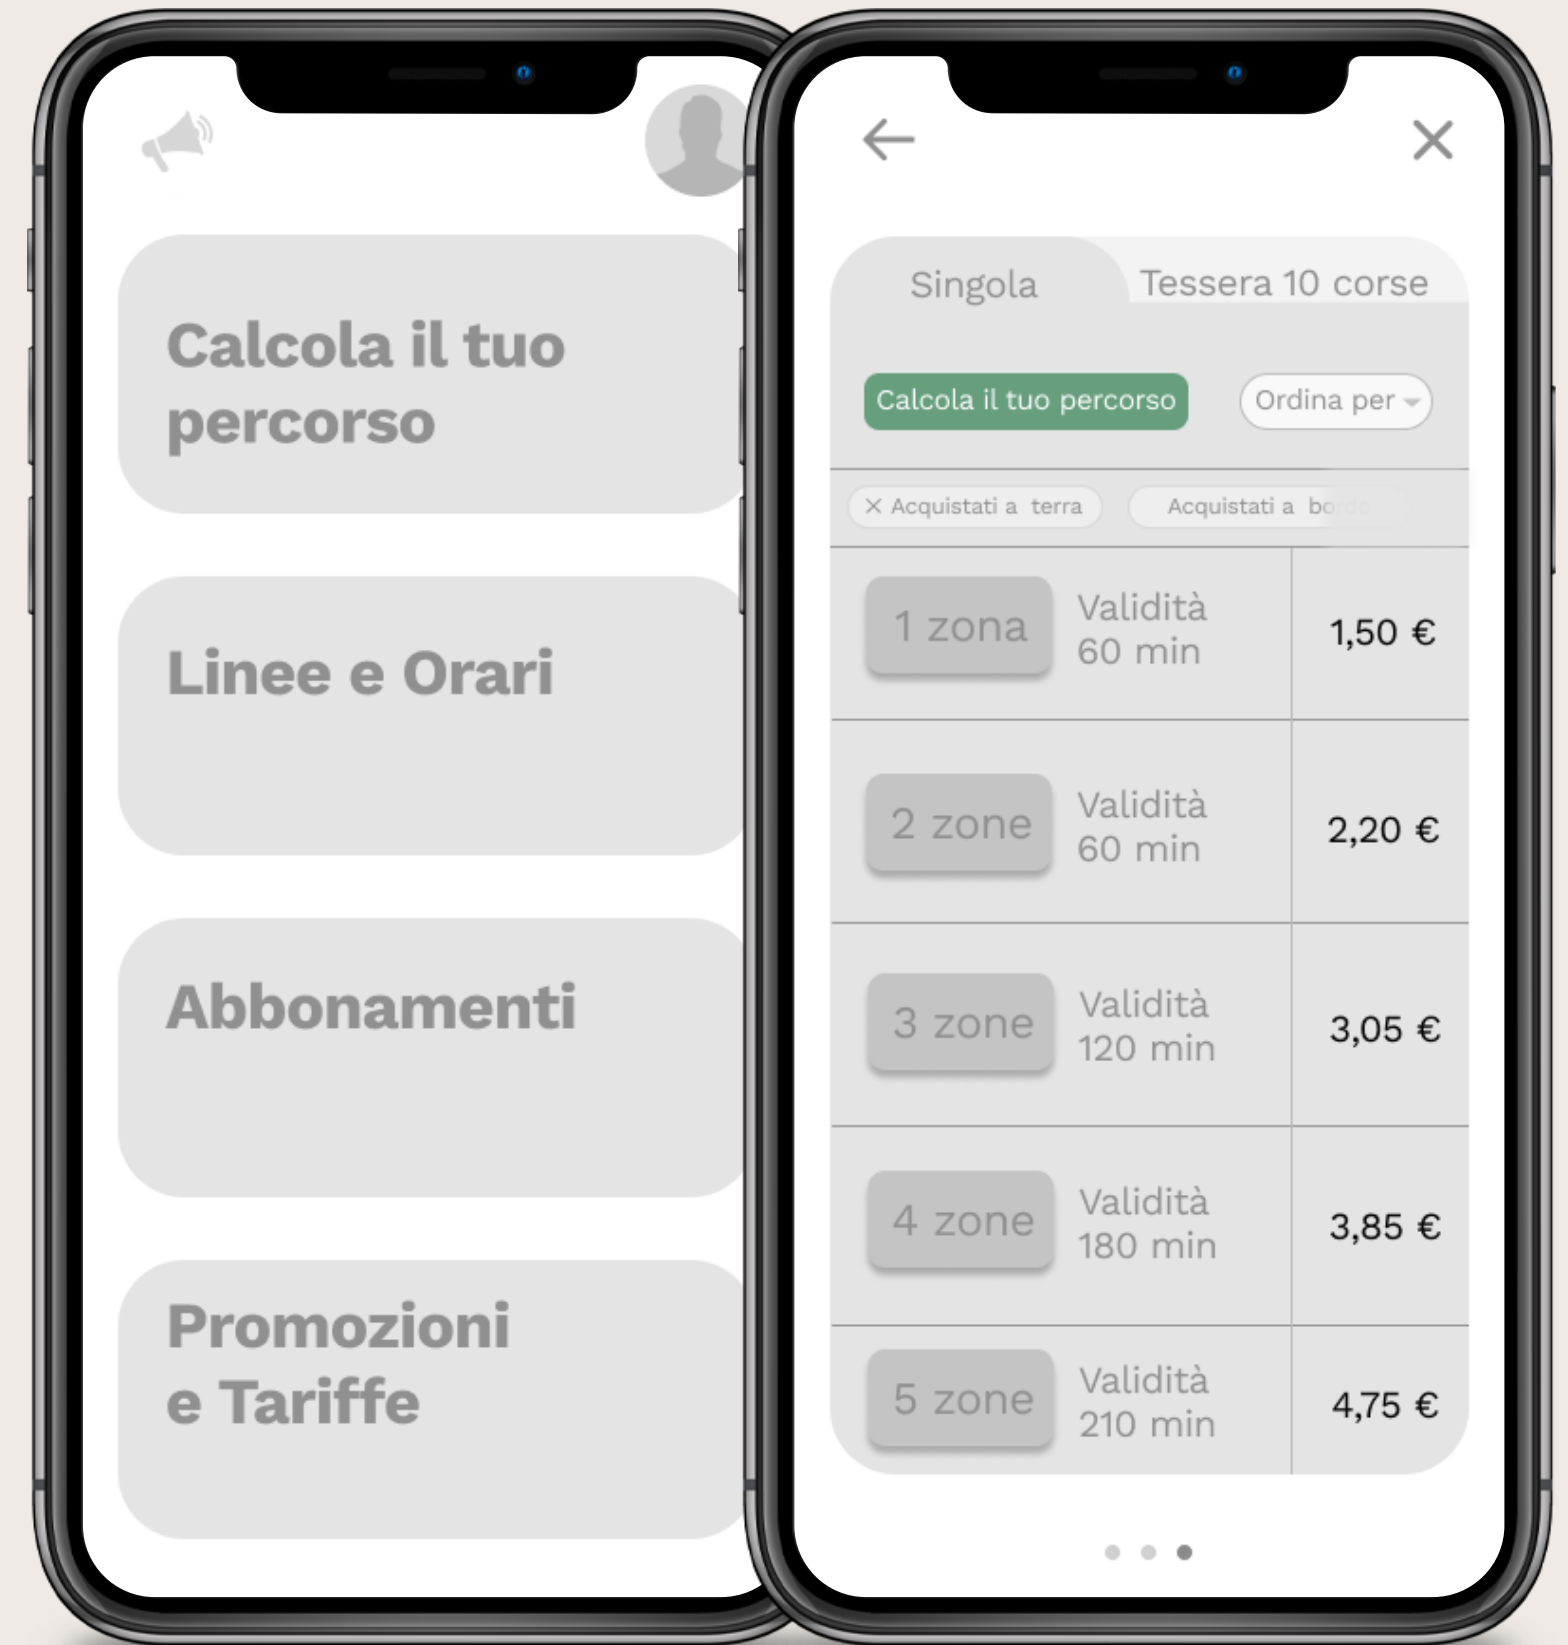 Calcola il tuo
percorso
Linee e Orari
Abbonamenti
Promozioni
e Tariffe
Singola
Tessera 10 corse
Calcola il tuo percorso
Ordina per
Acquistati a terra
Acquistati a bordo
1 zona
Validità
60 min
1,50 €
2 zone
Validità
60 min
2,20 €
3 zone
Validità
120 min
3,05 €
4 zone
Validità
180 min
3,85 €
5 zone
Validità
210 min
4,75 €